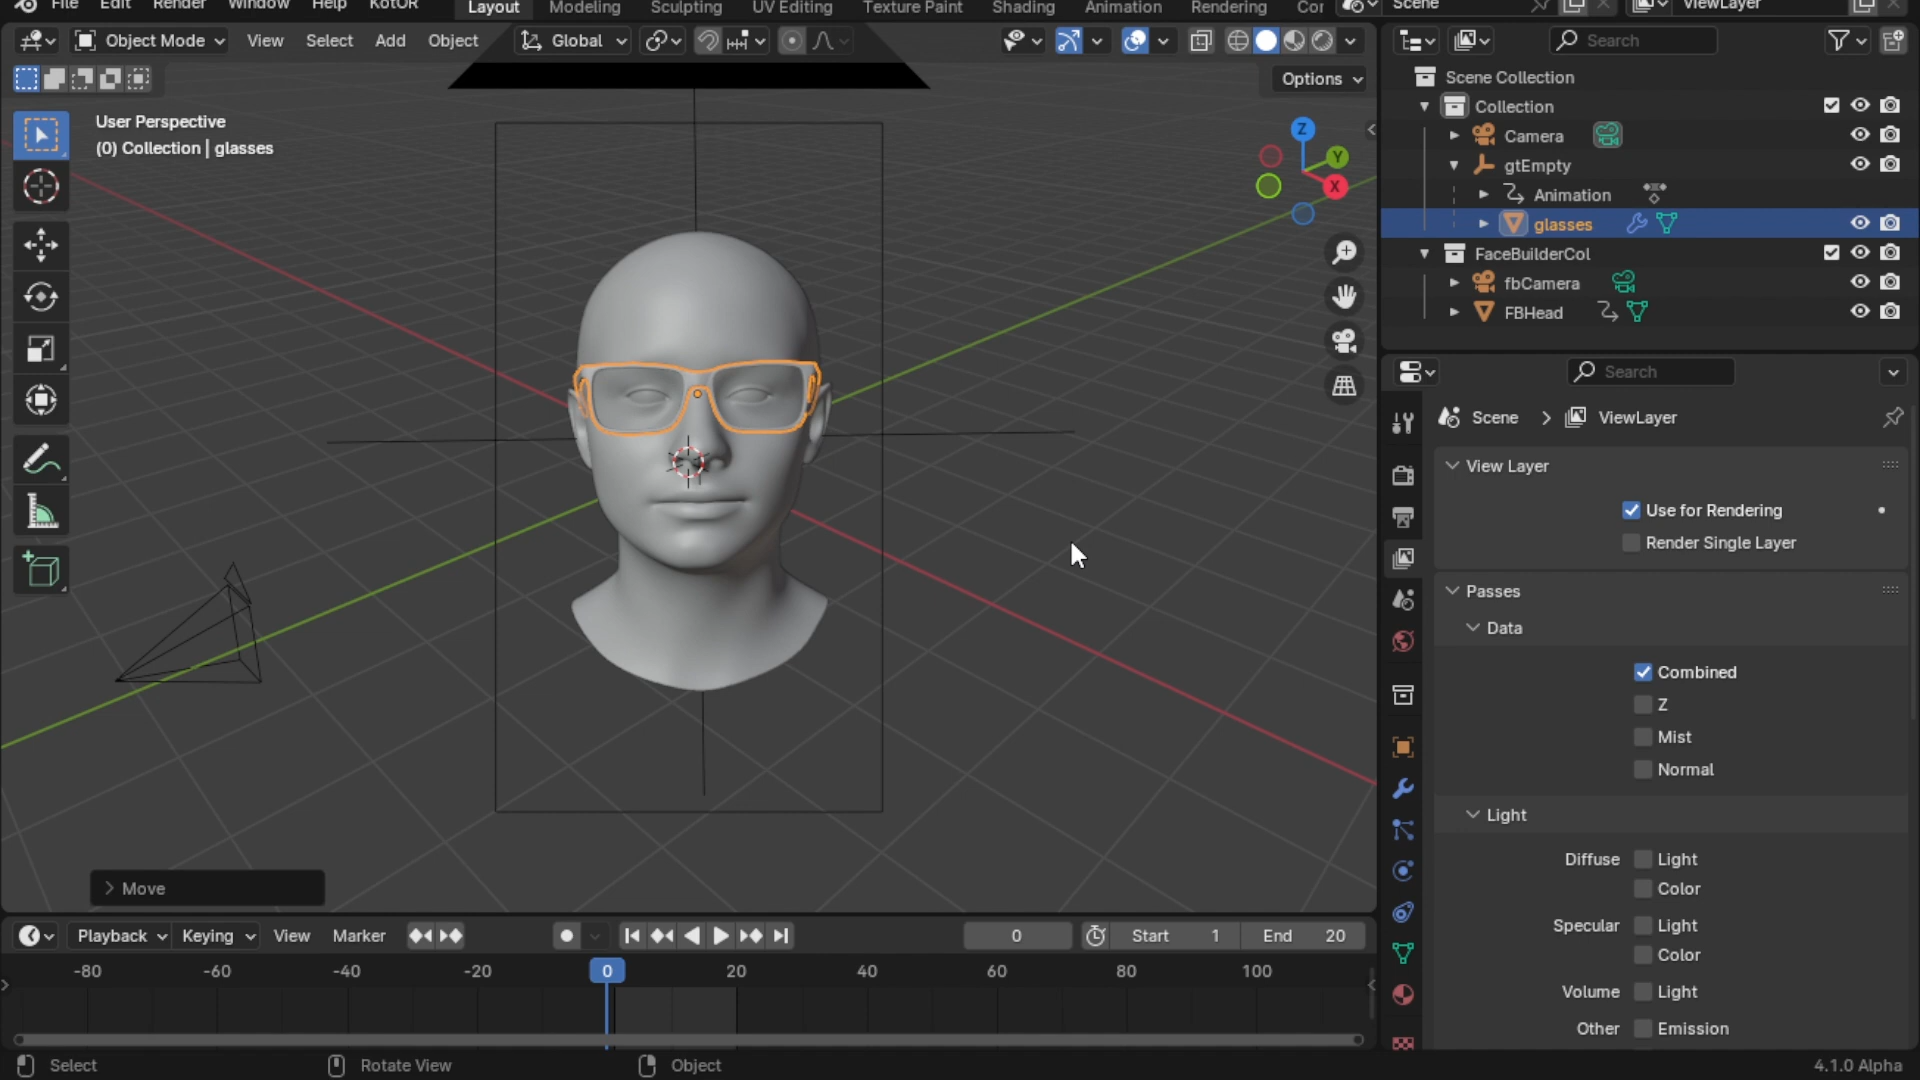 File Edit Render Window Help KotOR Layout Modeling Sculpting UV Editing Texture Paint Shading Animation Rendering Scene ViewLayer
Object Mode View Select Add Object Global Search
Options
User Perspective
(0) Collection | glasses
Z
Y
X
Scene Collection
Collection
Camera
gtEmpty
Animation
glasses
FaceBuilderCol
fbCamera
FBHead
Search
Scene > ViewLayer
View Layer
Use for Rendering
Render Single Layer
Passes
Data
Combined
Z
Mist
Normal
Light
Diffuse Light
Color
Specular Light
Color
Volume Light
Other Emission
Move
Playback Keying View Marker 0 Start 1 End 20
-80 -60 -40 -20 0 20 40 60 80 100
Select Rotate View Object 4.1.0 Alpha